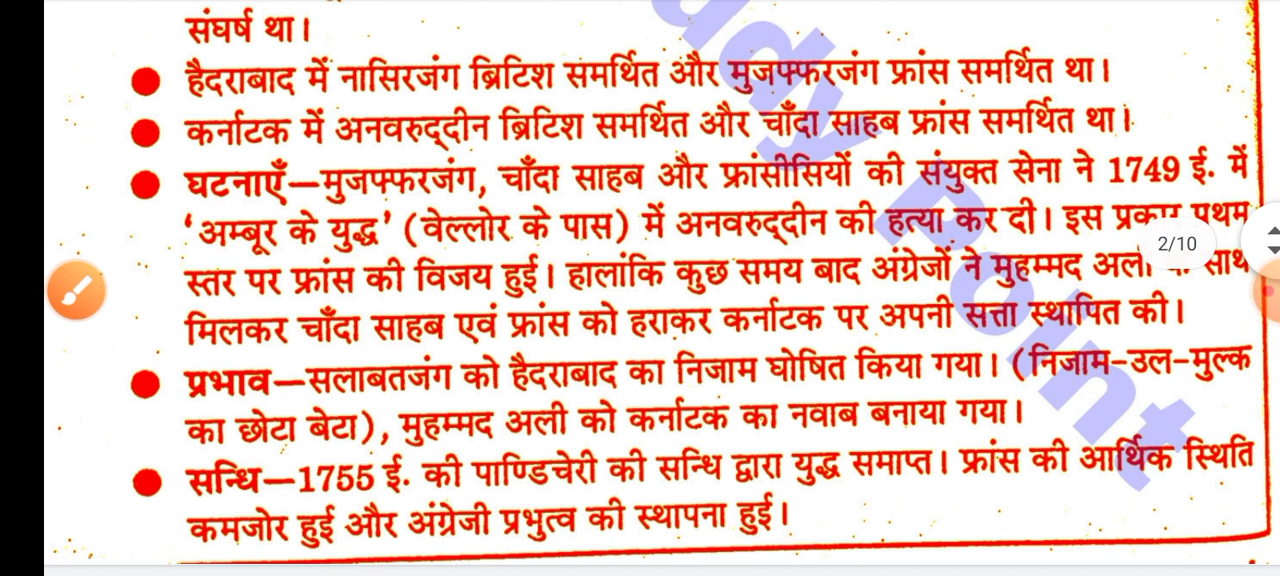 संघर्ष था।
हैदराबाद में नासिरजंग ब्रिटिश समर्थित और मुजफ्फरजंग फ्रांस समर्थित था।
कर्नाटक में अनवरुद्दीन ब्रिटिश समर्थित और चाँदा साहब फ्रांस समर्थित था।
घटनाएँ—मुजफ्फरजंग, चाँदा साहब और फ्रांसीसियों की संयुक्त सेना ने 1749 ई. में
‘अम्बूर के युद्ध’ (वेल्लोर के पास) में अनवरुद्दीन की हत्या कर दी। इस प्रकार प्रथम
2/10
स्तर पर फ्रांस की विजय हुई। हालांकि कुछ समय बाद अंग्रेजों ने मुहम्मद अली के साथ
मिलकर चाँदा साहब एवं फ्रांस को हराकर कर्नाटक पर अपनी सत्ता स्थापित की।
प्रभाव—सलाबतजंग को हैदराबाद का निजाम घोषित किया गया। (निजाम-उल-मुल्क
का छोटा बेटा), मुहम्मद अली को कर्नाटक का नवाब बनाया गया।
सन्धि—1755 ई. की पाण्डिचेरी की सन्धि द्वारा युद्ध समाप्त। फ्रांस की आर्थिक स्थिति
कमजोर हुई और अंग्रेजी प्रभुत्व की स्थापना हुई।
Point